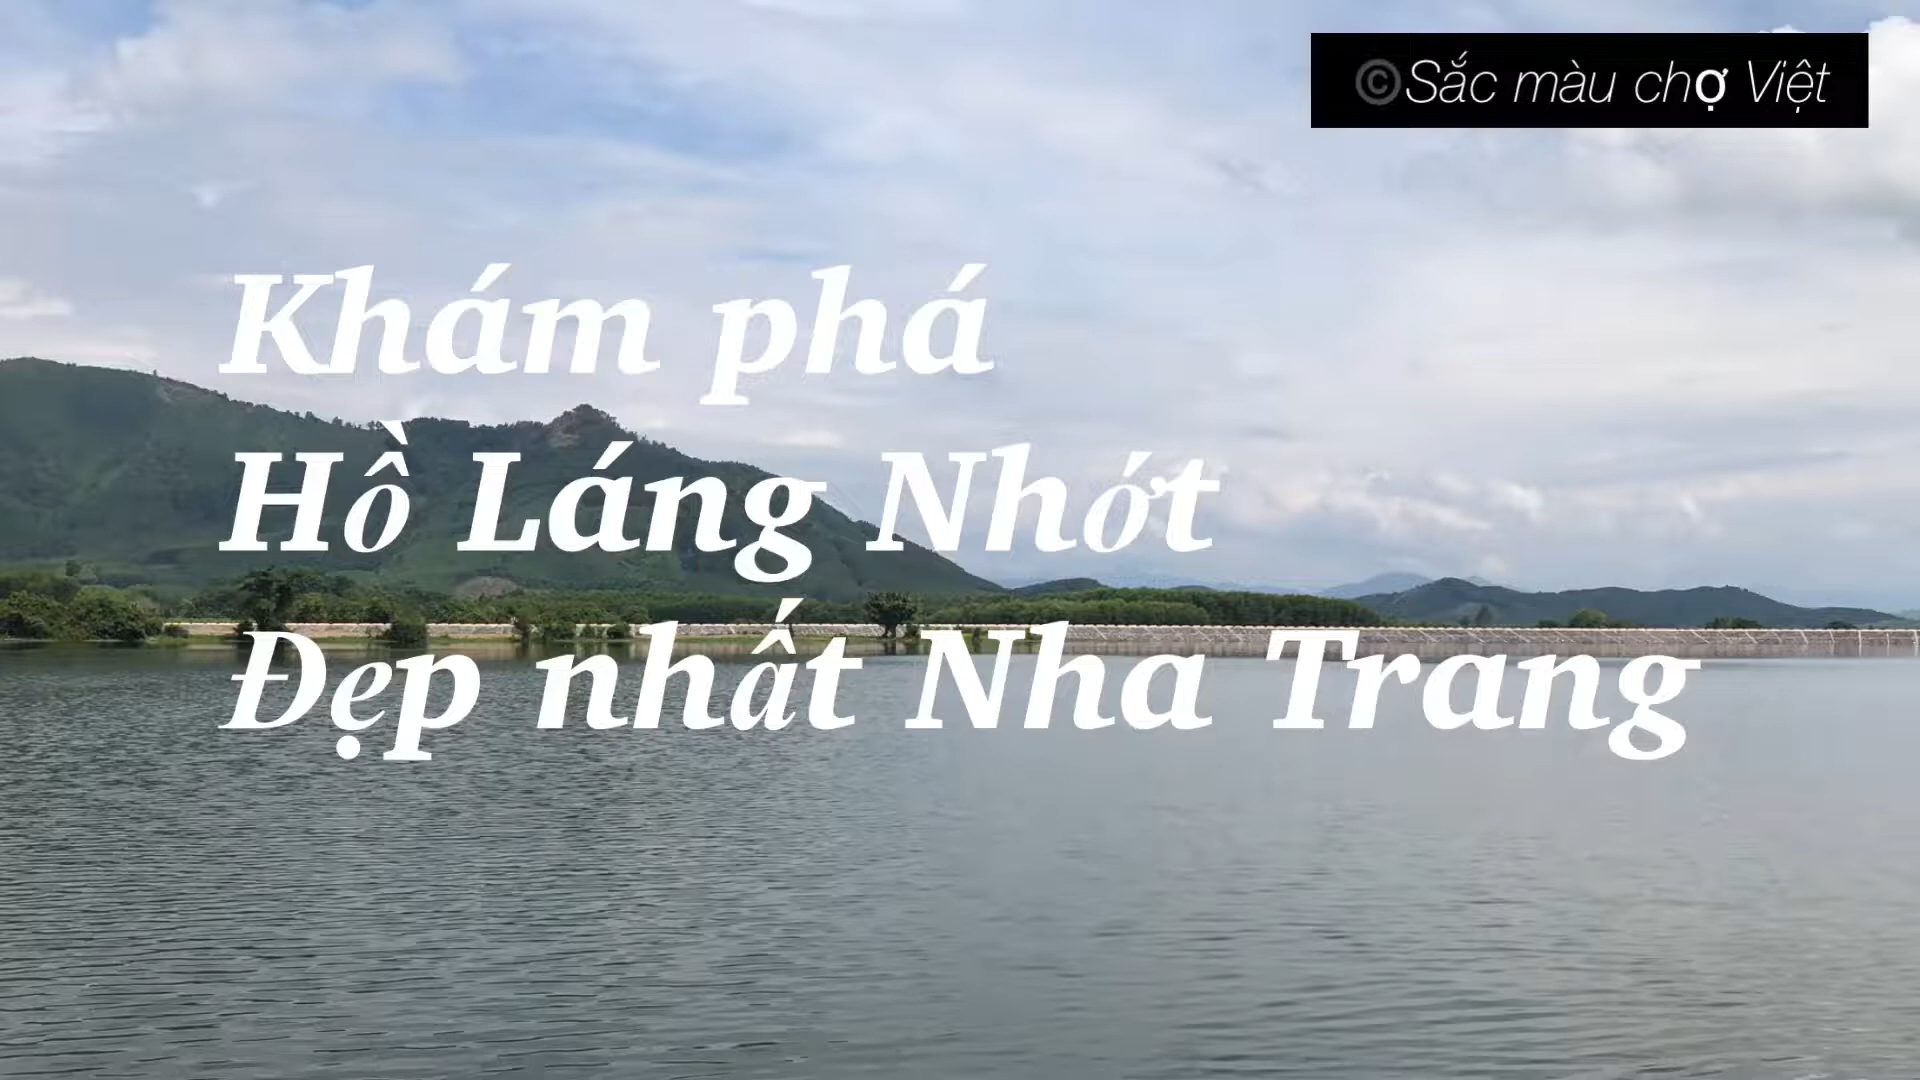 ©Sắc màu chợ Việt
Khám phá
Hồ Láng Nhớt
Đẹp nhất Nha Trang